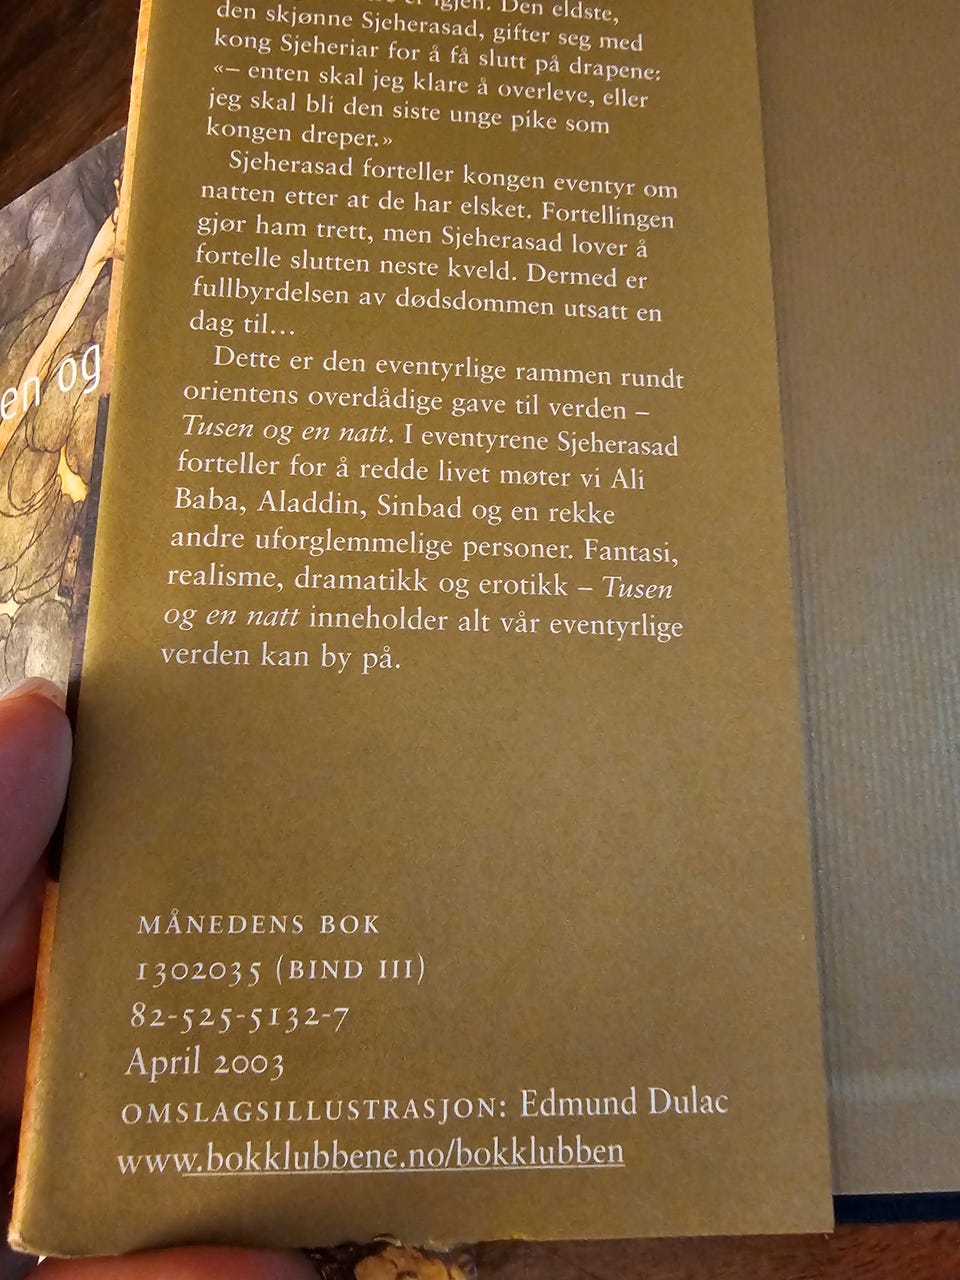 er igjen. Den eldste,
den skjønne Sjeherasad, gifter seg med
kong Sjeheriar for å få slutt på drapene:
«– enten skal jeg klare å overleve, eller
jeg skal bli den siste unge pike som
kongen dreper.»
Sjeherasad forteller kongen eventyr om
natten etter at de har elsket. Fortellingen
gjør ham trett, men Sjeherasad lover å
fortelle slutten neste kveld. Dermed er
fullbyrdelsen av dødsdommen utsatt en
dag til...
Dette er den eventyrlige rammen rundt
orientens overdådige gave til verden –
Tusen og en natt. I eventyrene Sjeherasad
forteller for å redde livet møter vi Ali
Baba, Aladdin, Sinbad og en rekke
andre uforglemmelige personer. Fantasi,
realisme, dramatikk og erotikk – Tusen
og en natt inneholder alt vår eventyrlige
verden kan by på.
en og
MÅNEDENS BOK
1302035 (BIND III)
82-525-5132-7
April 2003
OMSLAGSILLUSTRASJON: Edmund Dulac
www.bokklubbene.no/bokklubben